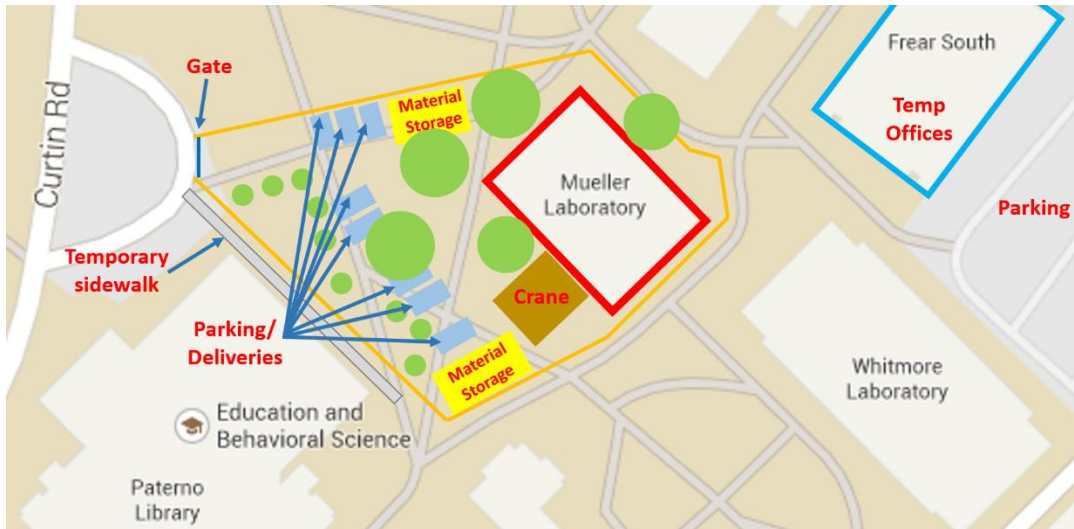 Gate
Curtin Rd
Material
Storage
Frear South
Temp
Offices
Mueller
Laboratory
Parking
Temporary
sidewalk
Crane
Parking/
Deliveries
Material
Storage
Whitmore
Laboratory
Education and
Behavioral Science
Paterno
Library